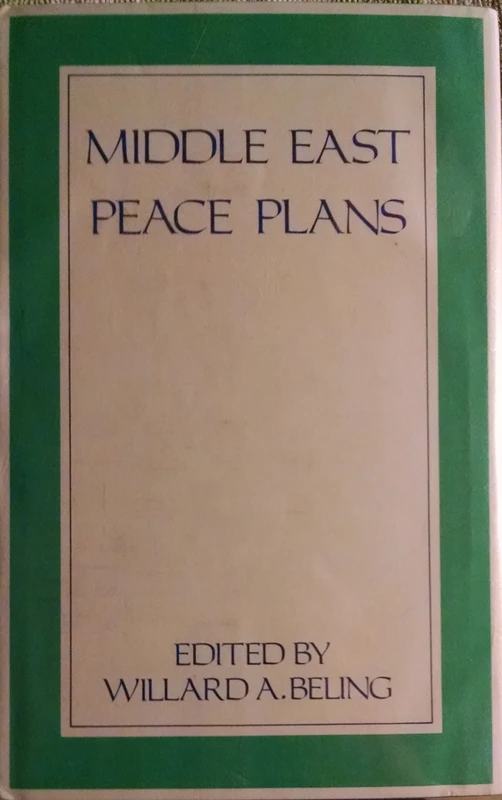 MIDDLE EAST
PEACE PLANS
EDITED BY
WILLARD A. BELING